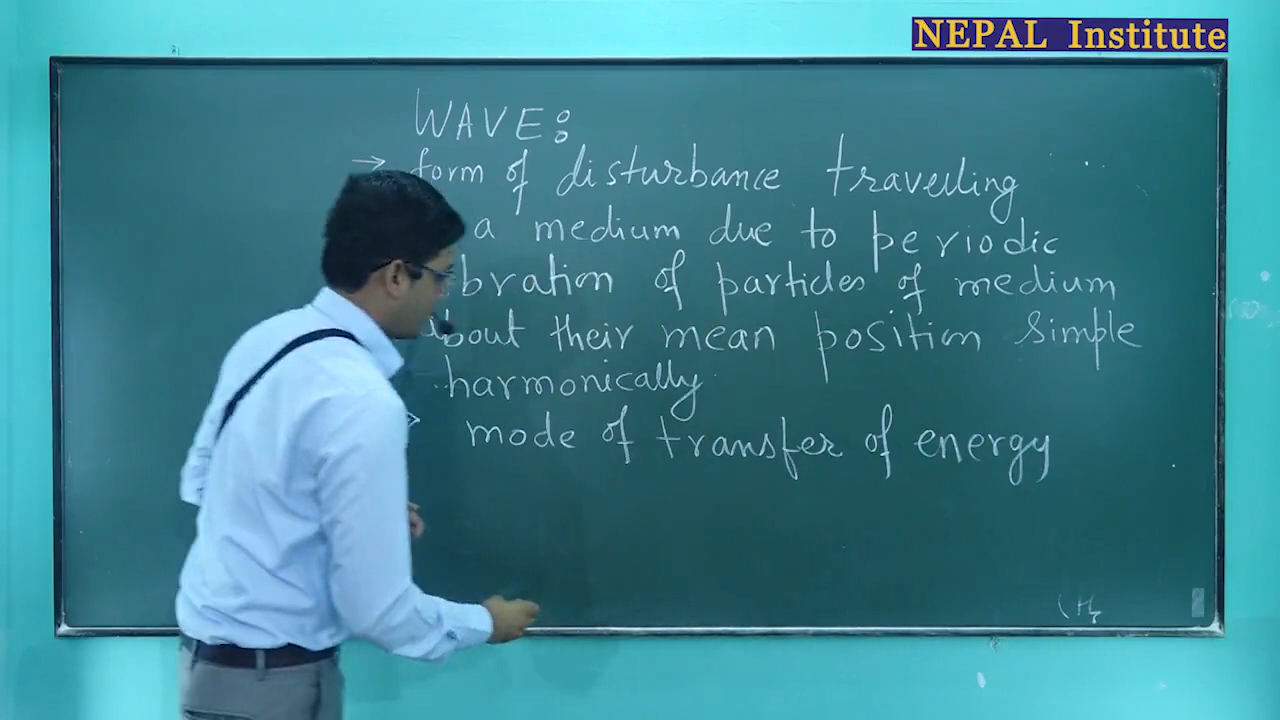 NEPAL Institute
WAVE:
→ form of disturbance travelling
a medium due to periodic
bration of particles of medium
about their mean position simple
harmonically
mode of transfer of energy